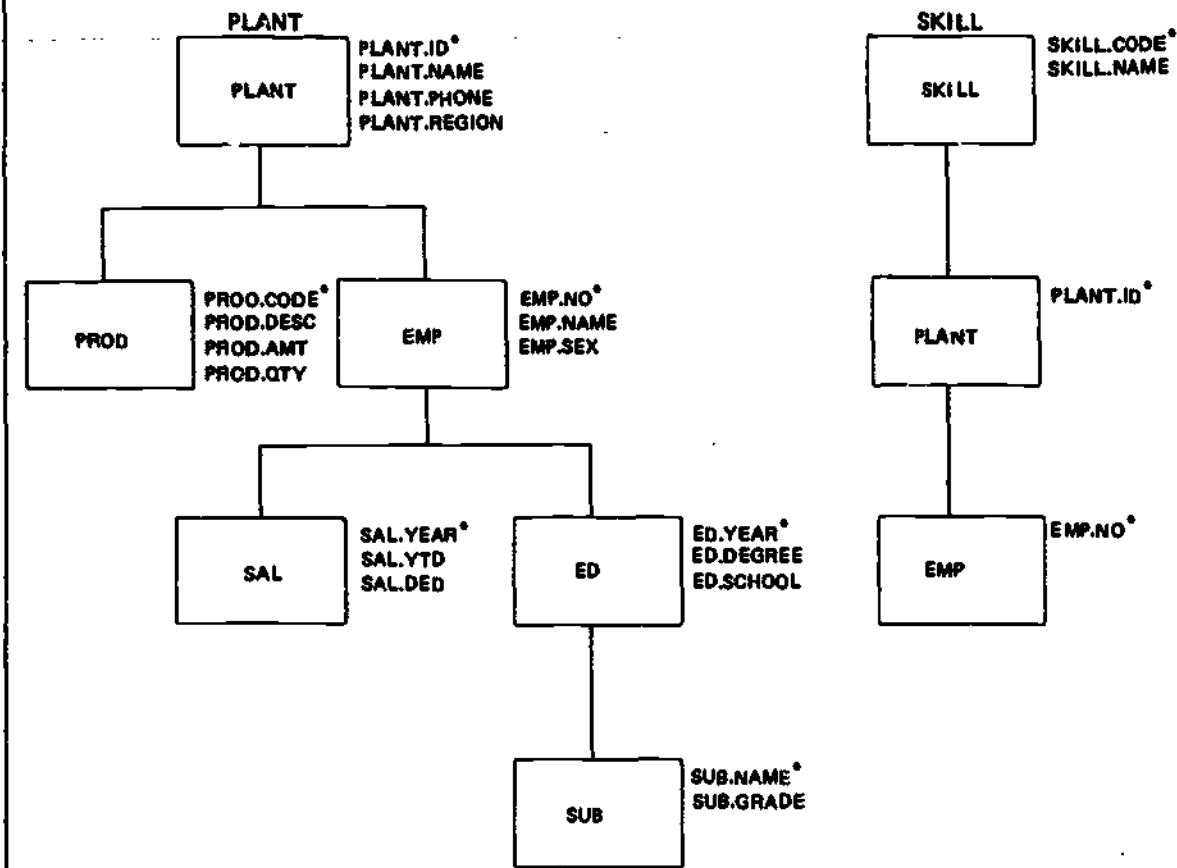 PLANT
PLANT
PLANT.ID*
PLANT.NAME
PLANT.PHONE
PLANT.REGION
SKILL
SKILL
SKILL.CODE*
SKILL.NAME
PROD
PROO.CODE*
PROD.DESC
PROD.AMT
PROD.QTY
EMP
EMP.NO*
EMP.NAME
EMP.SEX
PLANT
PLANT.ID*
SAL
SAL.YEAR*
SAL.YTD
SAL.DED
ED
ED.YEAR*
ED.DEGREE
ED.SCHOOL
EMP
EMP.NO*
SUB
SUB.NAME*
SUB.GRADE